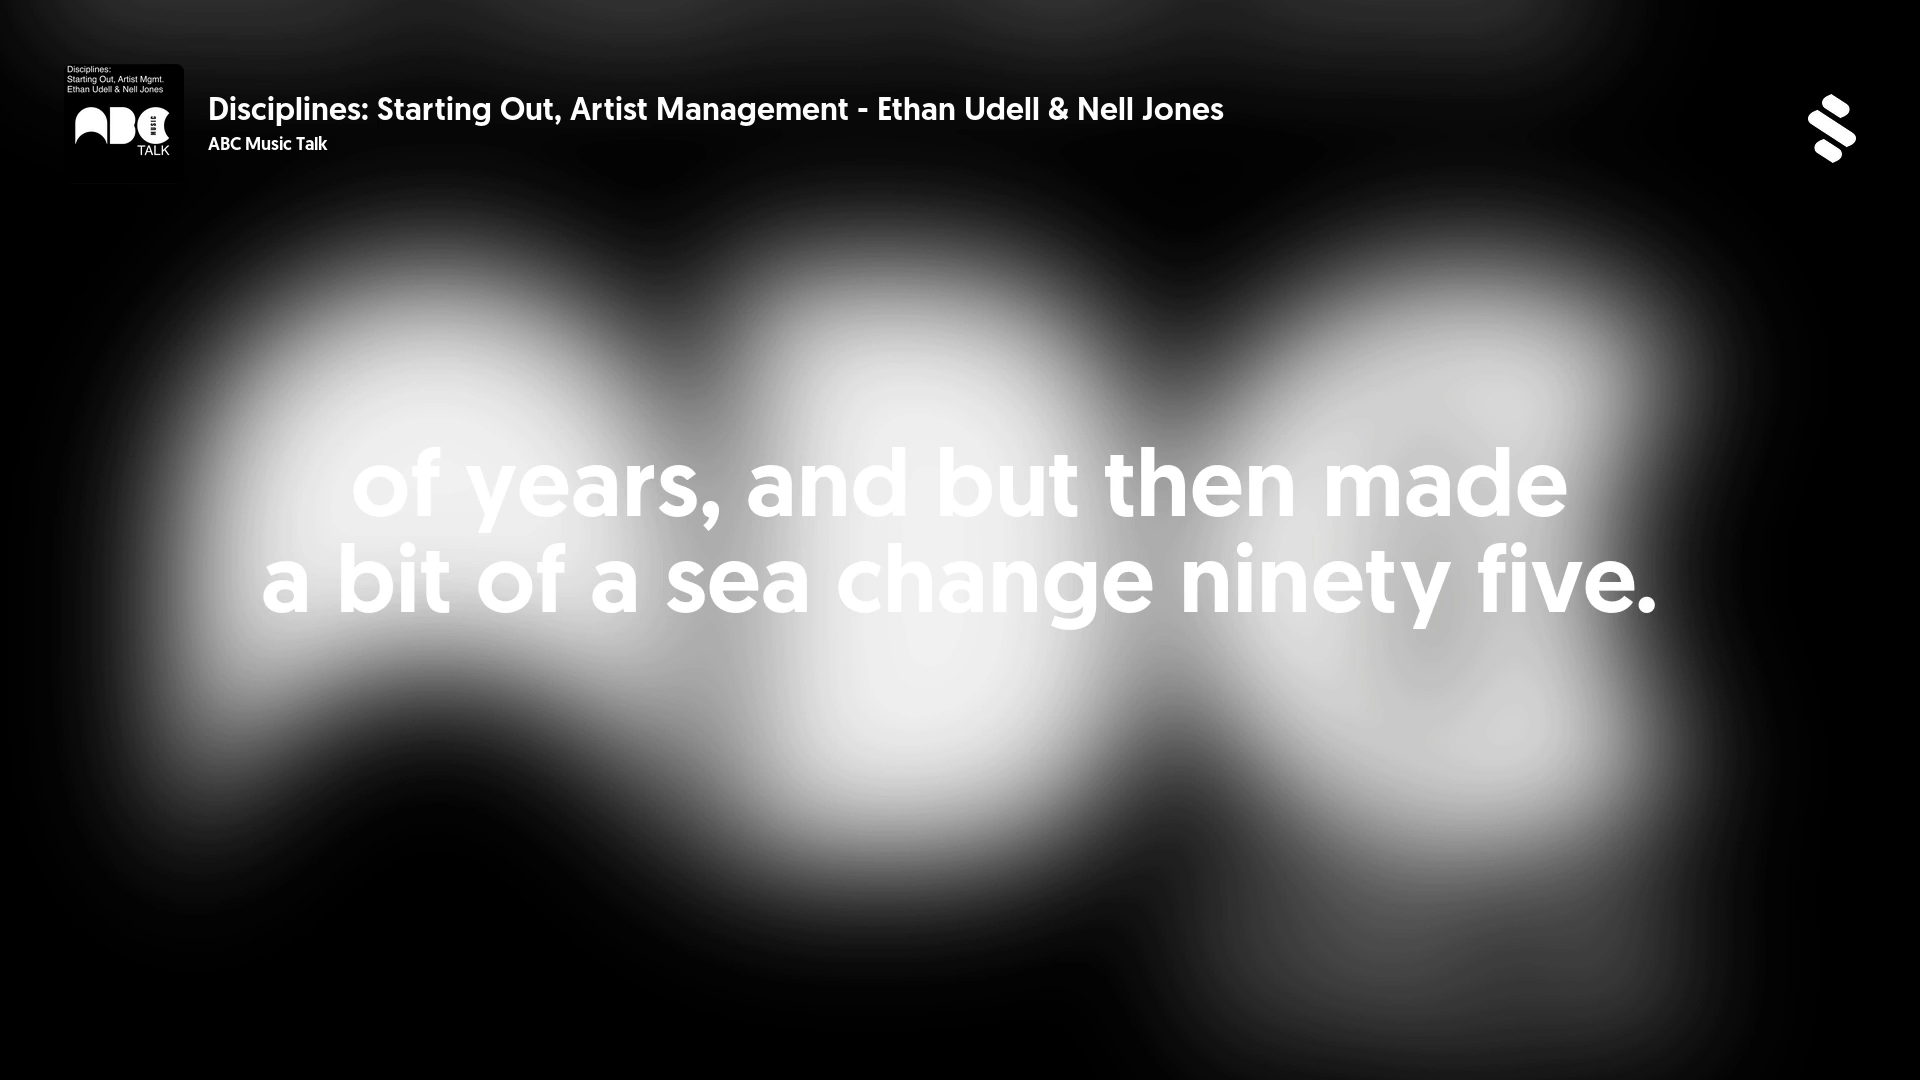 Disciplines:
Starting Out, Artist Mgmt.
Ethan Udell & Nell Jones
ABC
MUSIC
TALK
Disciplines: Starting Out, Artist Management - Ethan Udell & Nell Jones
ABC Music Talk
of years, and but then made
a bit of a sea change ninety five.